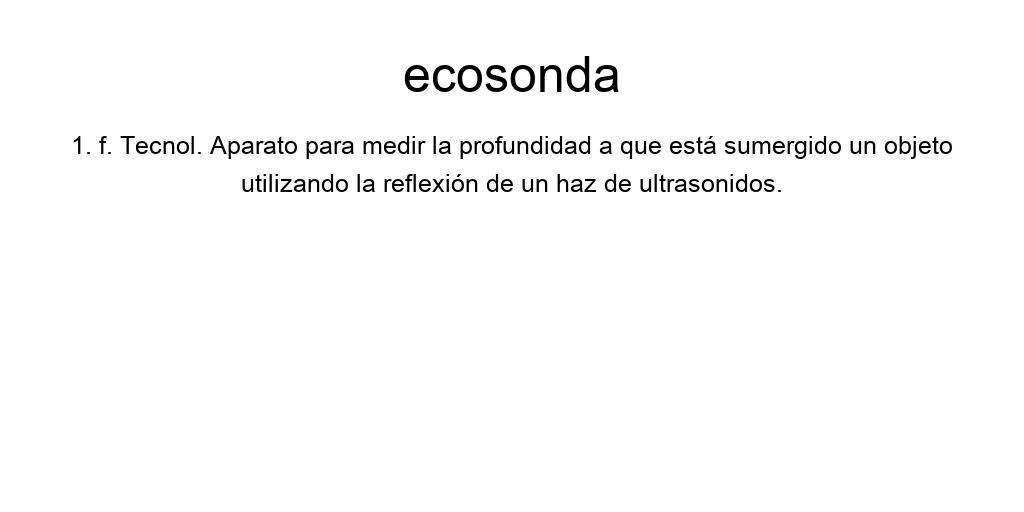 ecosonda
1. f. Tecnol. Aparato para medir la profundidad a que está sumergido un objeto
utilizando la reflexión de un haz de ultrasonidos.